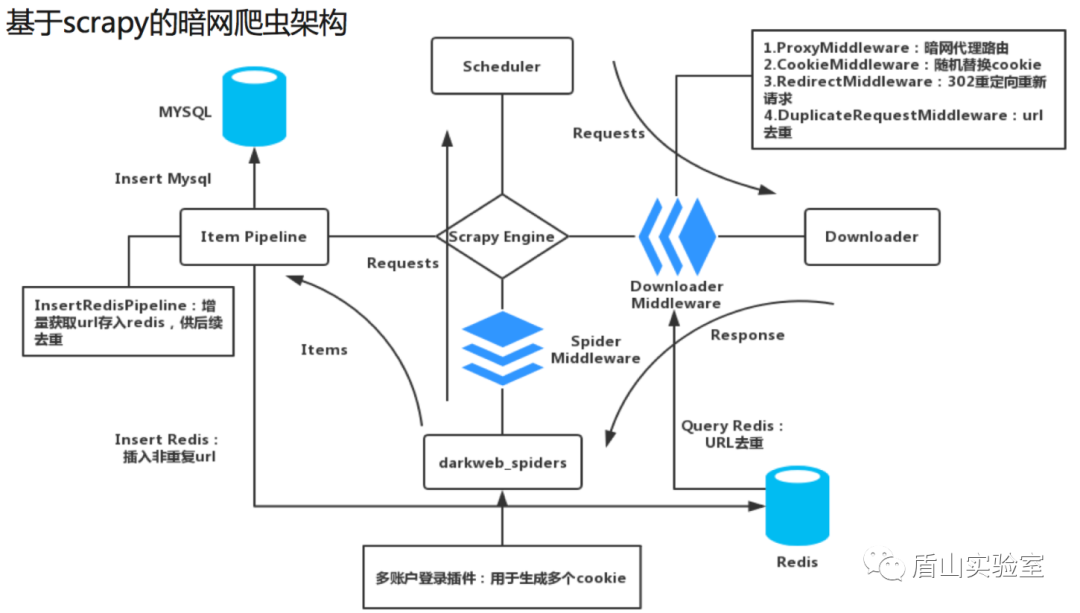 基于scrapy的暗网爬虫架构
Scheduler
1.ProxyMiddleware：暗网代理路由
2.CookieMiddleware：随机替换cookie
3.RedirectMiddleware：302重定向重新
请求
4.DuplicateRequestMiddleware：url
去重
MYSQL
Requests
Insert Mysql
Item Pipeline
Scrapy Engine
Downloader
Requests
Downloader
Middleware
InsertRedisPipeline：增
量获取url存入redis，供后续
去重
Items
Spider
Middleware
Response
Insert Redis：
插入非重复url
Query Redis：
URL去重
darkweb_spiders
多账户登录插件：用于生成多个cookie
Redis
盾山实验室